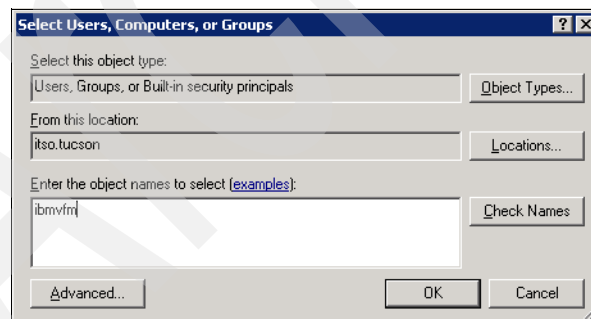 Select Users, Computers, or Groups
Select this object type:
Users, Groups, or Built-in security principals
Object Types...
From this location:
itso.tucson
Locations...
Enter the object names to select (examples):
ibmvfm
Check Names
Advanced...
OK
Cancel